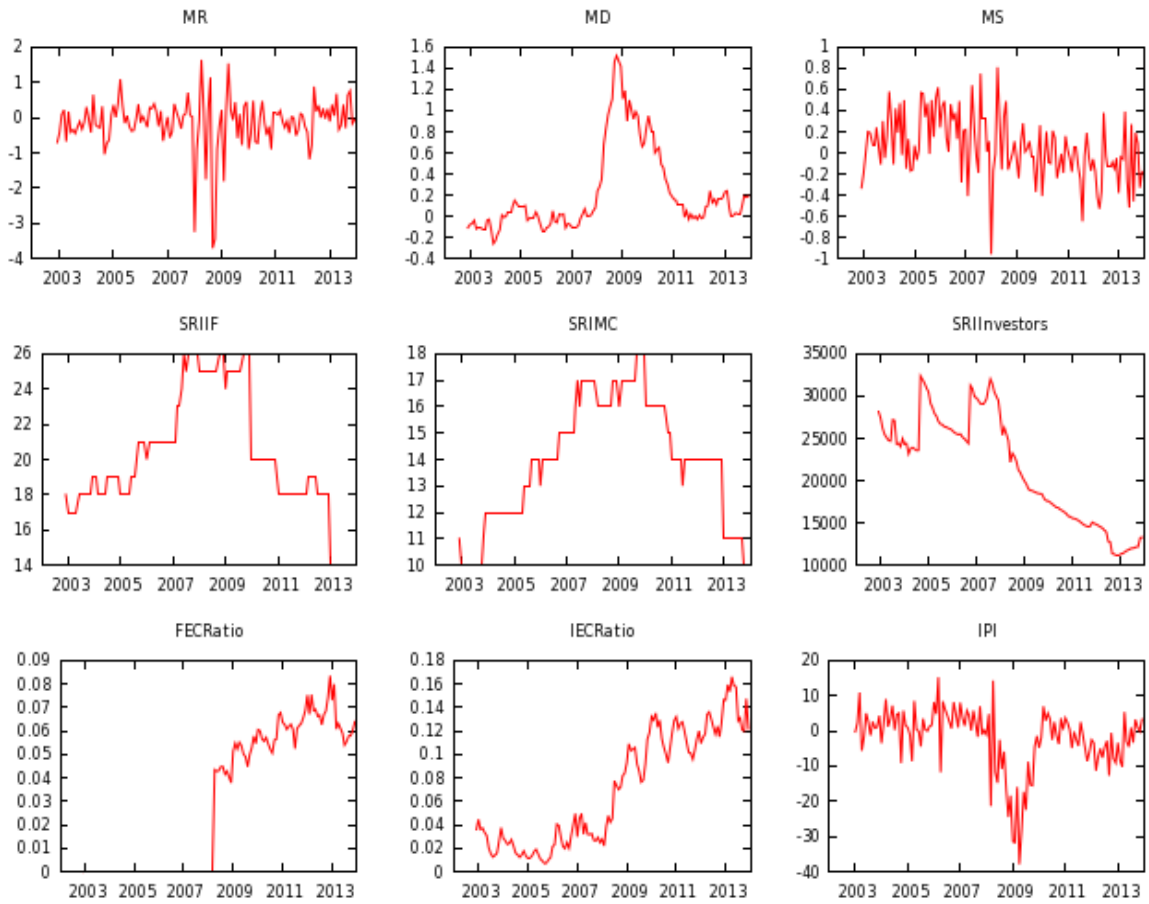 MR MD MS
2 1.6 1
1 1.4 0.8
0 1.2 0.6
-1 1 0.4
-2 0.8 0.2
-3 0.6 0
-4 0.4 -0.2
0.2 -0.4
0 -0.6
-0.2 -0.8
-0.4 -1
2003 2005 2007 2009 2011 2013 2003 2005 2007 2009 2011 2013 2003 2005 2007 2009 2011 2013
SRIIF SRIMC SRIInvestors
26 18 35000
24 17 30000
22 16 25000
20 15 20000
18 14 15000
16 13 10000
14 12
11
10
2003 2005 2007 2009 2011 2013 2003 2005 2007 2009 2011 2013 2003 2005 2007 2009 2011 2013
FECRatio IECRatio IPI
0.09 0.18 20
0.08 0.16 10
0.07 0.14 0
0.06 0.12 -10
0.05 0.1 -20
0.04 0.08 -30
0.03 0.06 -40
0.02 0.04
0.01 0.02
0 0
2003 2005 2007 2009 2011 2013 2003 2005 2007 2009 2011 2013 2003 2005 2007 2009 2011 2013